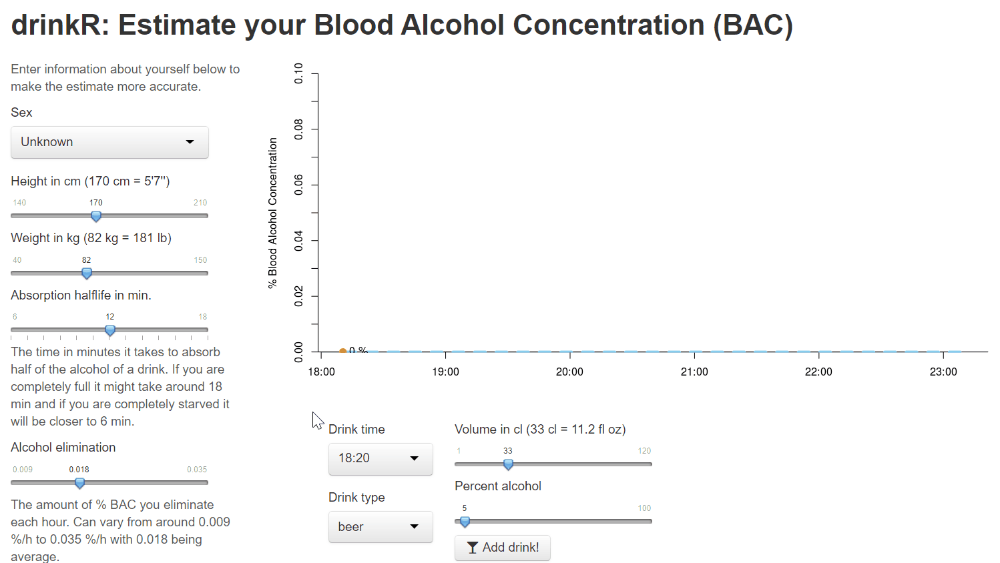 drinkR: Estimate your Blood Alcohol Concentration (BAC)
Enter information about yourself below to
make the estimate more accurate.
Sex
Unknown
Height in cm (170 cm = 5'7")
140 170 210
Weight in kg (82 kg = 181 lb)
40 82 150
Absorption halflife in min.
6 12 18
The time in minutes it takes to absorb
half of the alcohol of a drink. If you are
completely full it might take around 18
min and if you are completely starved it
will be closer to 6 min.
Alcohol elimination
0.009 0.018 0.035
The amount of % BAC you eliminate
each hour. Can vary from around 0.009
%/h to 0.035 %/h with 0.018 being
average.
% Blood Alcohol Concentration
0.10
0.08
0.06
0.04
0.02
0.00
0 %
18:00 19:00 20:00 21:00 22:00 23:00
Drink time
18:20
Drink type
beer
Volume in cl (33 cl = 11.2 fl oz)
1 33 120
Percent alcohol
5 100
Add drink!